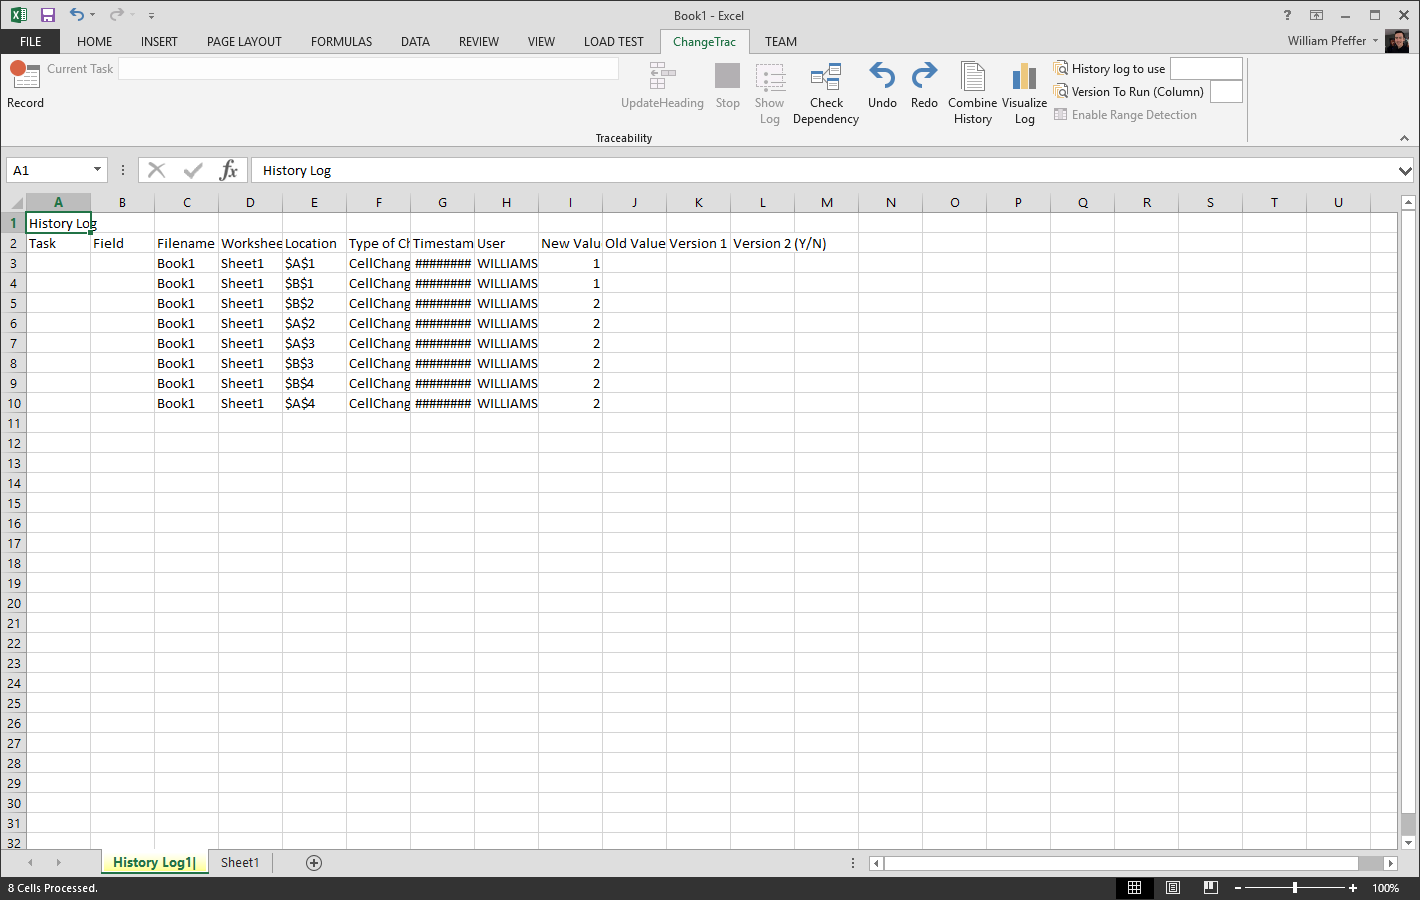 Book1 - Excel
?
FILE HOME INSERT PAGE LAYOUT FORMULAS DATA REVIEW VIEW LOAD TEST ChangeTrac TEAM William Pfeffer
Current Task
Record
UpdateHeading
Stop
Show
Log
Check
Dependency
Undo
Redo
Combine
History
Visualize
Log
History log to use
Version To Run (Column)
Enable Range Detection
Traceability
A1 fx History Log
A B C D E F G H I J K L M N O P Q R S T U
1 History Log
2 Task Field Filename Workshee Location Type of Ch Timestam User New Valu Old Value Version 1 Version 2 (Y/N)
3 Book1 Sheet1 $A$1 CellChang ######## WILLIAMS 1
4 Book1 Sheet1 $B$1 CellChang ######## WILLIAMS 1
5 Book1 Sheet1 $B$2 CellChang ######## WILLIAMS 2
6 Book1 Sheet1 $A$2 CellChang ######## WILLIAMS 2
7 Book1 Sheet1 $A$3 CellChang ######## WILLIAMS 2
8 Book1 Sheet1 $B$3 CellChang ######## WILLIAMS 2
9 Book1 Sheet1 $B$4 CellChang ######## WILLIAMS 2
10 Book1 Sheet1 $A$4 CellChang ######## WILLIAMS 2
11
12
13
14
15
16
17
18
19
20
21
22
23
24
25
26
27
28
29
30
31
32
History Log1| Sheet1
8 Cells Processed. 100%